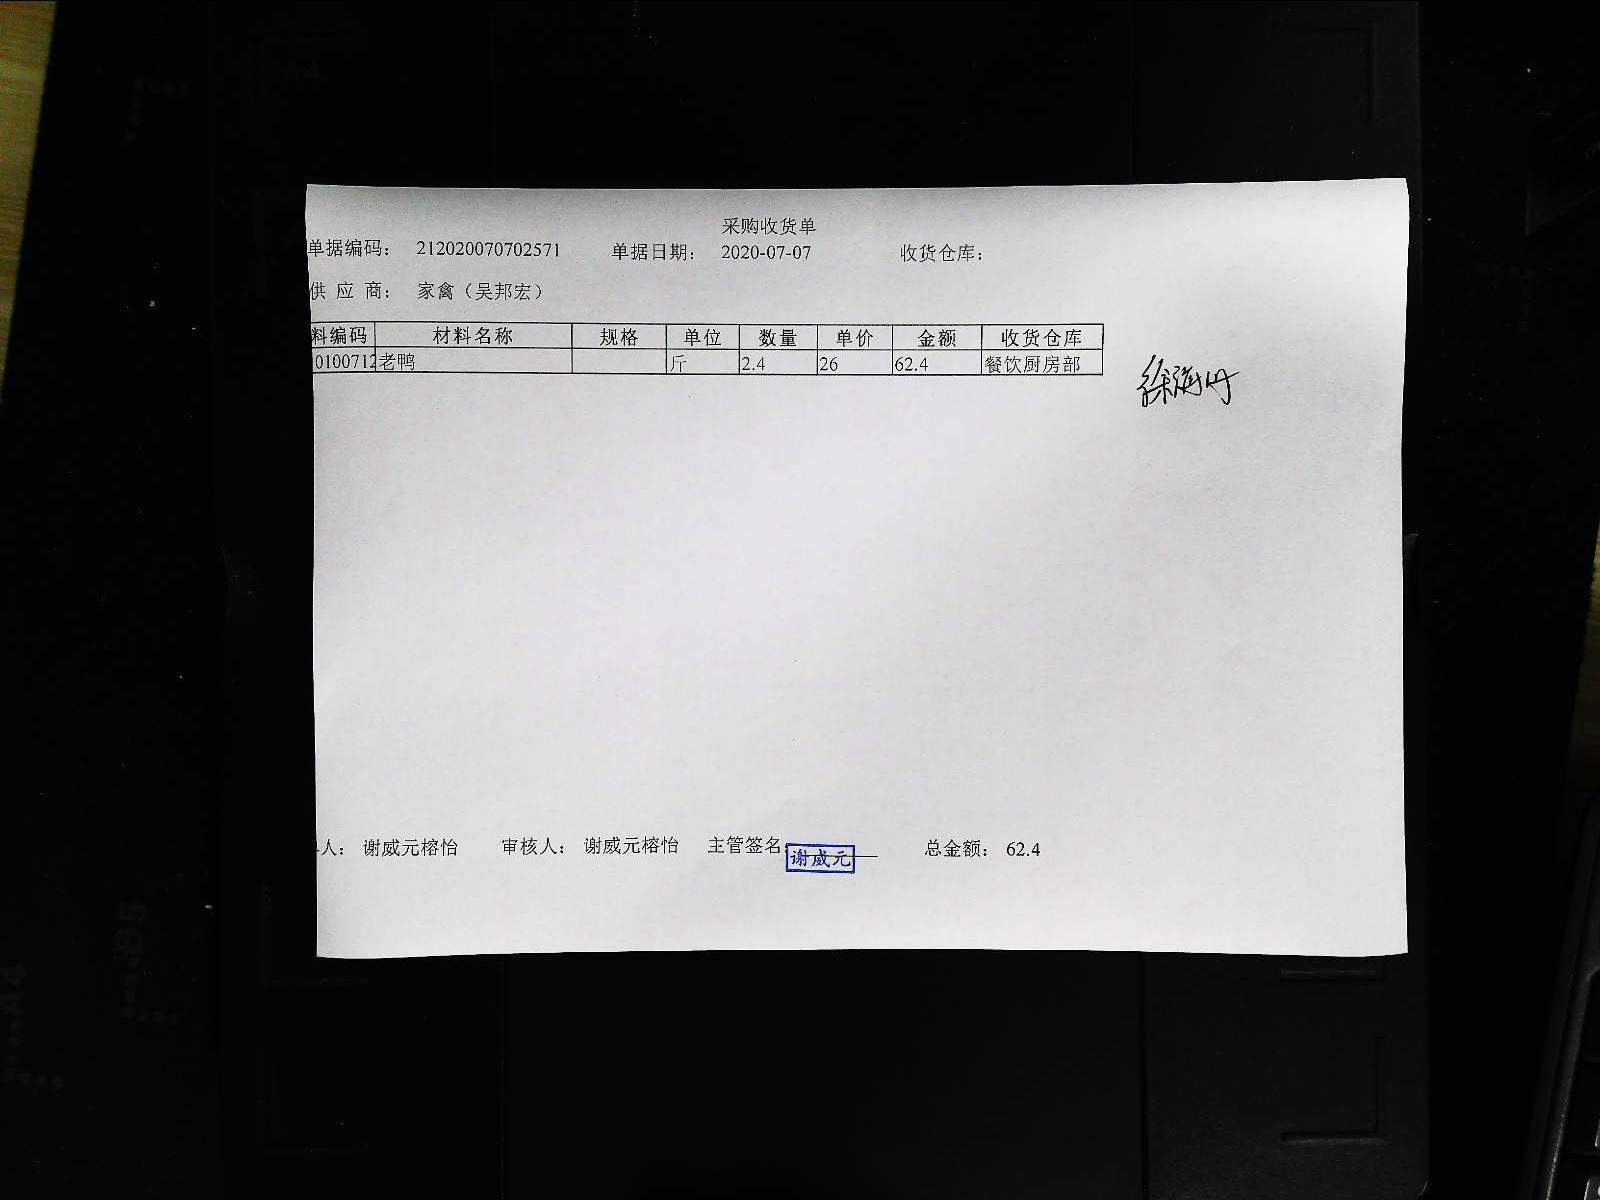 采购收货单
单据编码： 212020070702571 单据日期： 2020-07-07 收货仓库：
供 应 商： 家禽（吴邦宏）
料编码 材料名称 规格 单位 数量 单价 金额 收货仓库
0100712 老鸭 斤 2.4 26 62.4 餐饮厨房部
人： 谢威元榕怡 审核人： 谢威元榕怡 主管签名： 谢威元 总金额： 62.4
B5
A4